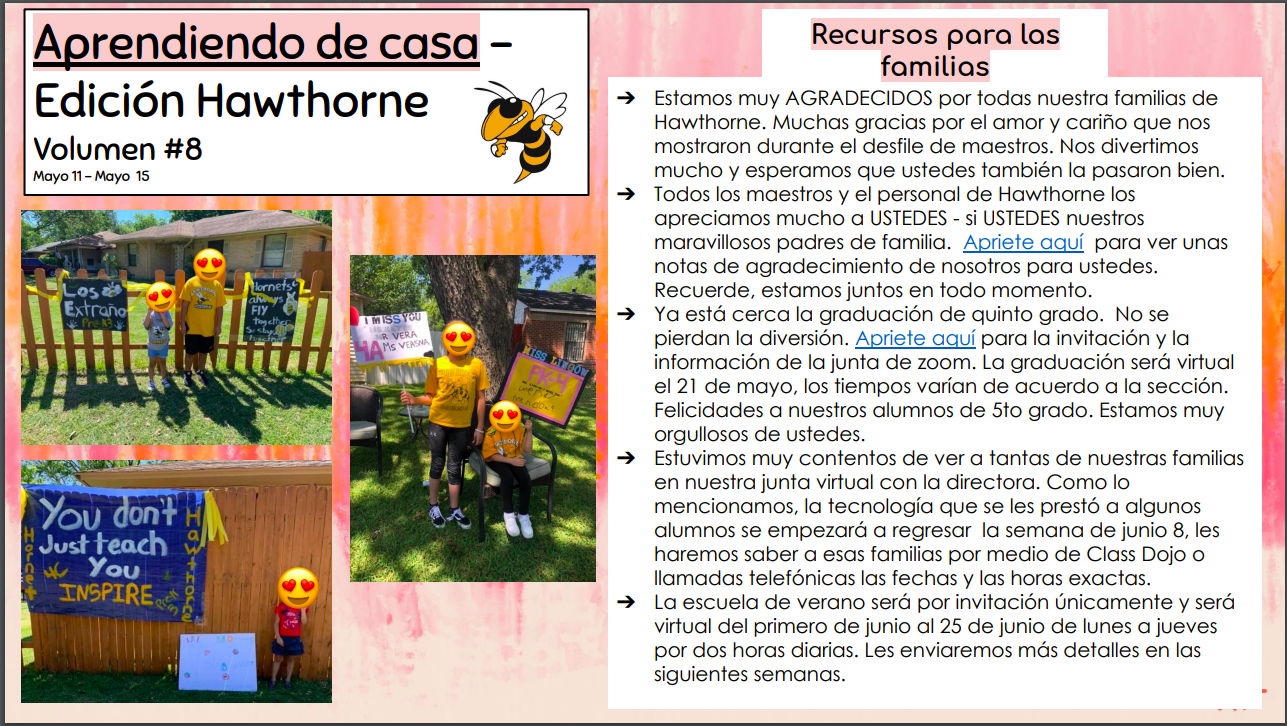 Aprendiendo de casa –
Edición Hawthorne
Volumen #8
Mayo 11 – Mayo 15
Los
Extraño
Pre-K3
Hornets
always
FlY
together
I MISS YOU
MR VERA
4A MS VERSNA
MISS LINDOW
PK-4
You don't
Just teach
You
INSPIRE
Hornet
Hawthorne
Recursos para las
familias
➔ Estamos muy AGRADECIDOS por todas nuestra familias de
Hawthorne. Muchas gracias por el amor y cariño que nos
mostraron durante el desfile de maestros. Nos divertimos
mucho y esperamos que ustedes también la pasaron bien.
➔ Todos los maestros y el personal de Hawthorne los
apreciamos mucho a USTEDES - si USTEDES nuestros
maravillosos padres de familia. Apriete aquí para ver unas
notas de agradecimiento de nosotros para ustedes.
Recuerde, estamos juntos en todo momento.
➔ Ya está cerca la graduación de quinto grado. No se
pierdan la diversión. Apriete aquí para la invitación y la
información de la junta de zoom. La graduación será virtual
el 21 de mayo, los tiempos varían de acuerdo a la sección.
Felicidades a nuestros alumnos de 5to grado. Estamos muy
orgullosos de ustedes.
➔ Estuvimos muy contentos de ver a tantas de nuestras familias
en nuestra junta virtual con la directora. Como lo
mencionamos, la tecnología que se les prestó a algunos
alumnos se empezará a regresar la semana de junio 8, les
haremos saber a esas familias por medio de Class Dojo o
llamadas telefónicas las fechas y las horas exactas.
➔ La escuela de verano será por invitación únicamente y será
virtual del primero de junio al 25 de junio de lunes a jueves
por dos horas diarias. Les enviaremos más detalles en las
siguientes semanas.